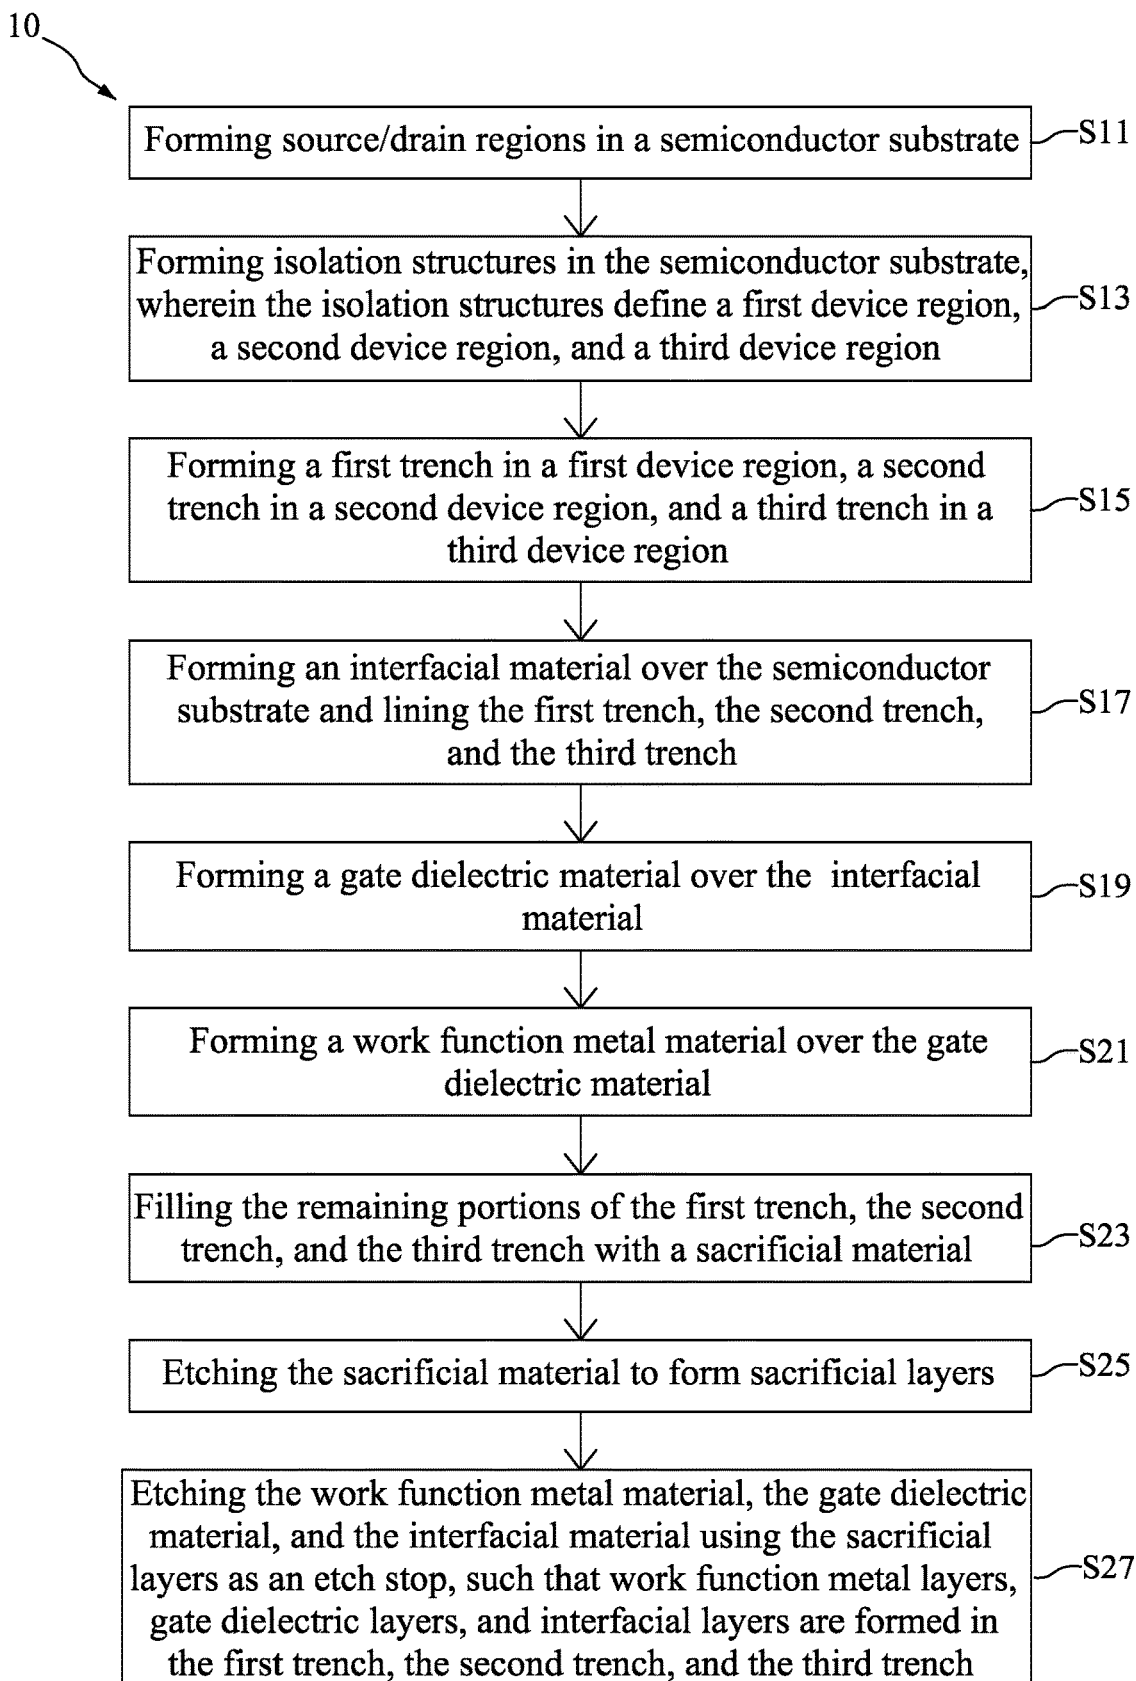 10
Forming source/drain regions in a semiconductor substrate
S11
Forming isolation structures in the semiconductor substrate,
wherein the isolation structures define a first device region,
a second device region, and a third device region
S13
Forming a first trench in a first device region, a second
trench in a second device region, and a third trench in a
third device region
S15
Forming an interfacial material over the semiconductor
substrate and lining the first trench, the second trench,
and the third trench
S17
Forming a gate dielectric material over the interfacial
material
S19
Forming a work function metal material over the gate
dielectric material
S21
Filling the remaining portions of the first trench, the second
trench, and the third trench with a sacrificial material
S23
Etching the sacrificial material to form sacrificial layers
S25
Etching the work function metal material, the gate dielectric
material, and the interfacial material using the sacrificial
layers as an etch stop, such that work function metal layers,
gate dielectric layers, and interfacial layers are formed in
the first trench, the second trench, and the third trench
S27